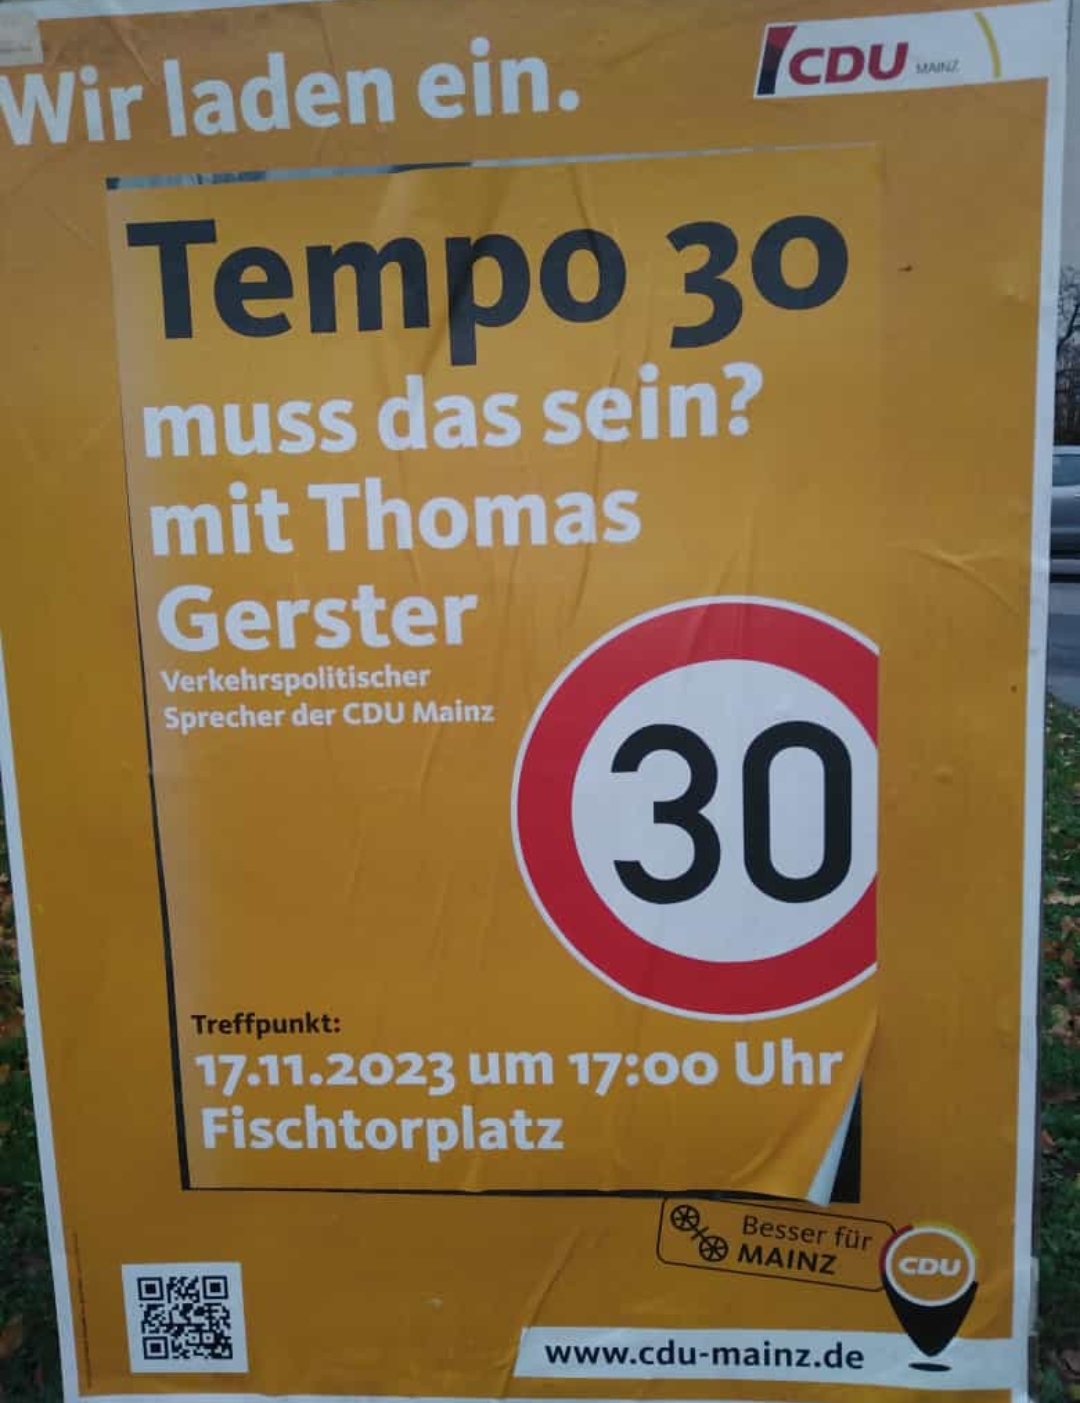 Wir laden ein.
CDU MAINZ
Tempo 30
muss das sein?
mit Thomas
Gerster
Verkehrspolitischer
Sprecher der CDU Mainz
30
Treffpunkt:
17.11.2023 um 17:00 Uhr
Fischtorplatz
Besser für
MAINZ
CDU
www.cdu-mainz.de